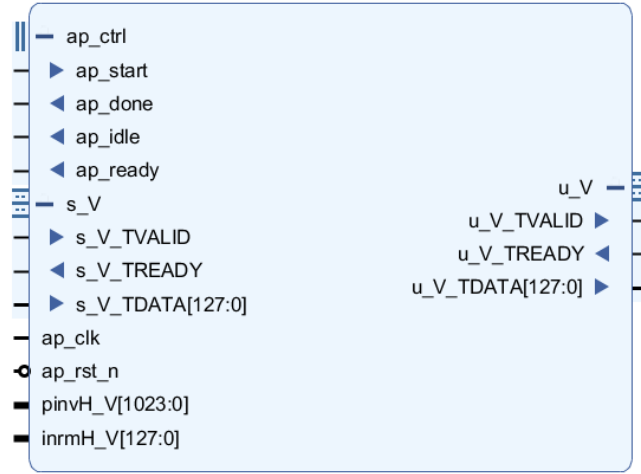 ap_ctrl
ap_start
ap_done
ap_idle
ap_ready
s_V
s_V_TVALID
s_V_TREADY
s_V_TDATA[127:0]
ap_clk
ap_rst_n
pinvH_V[1023:0]
inrmH_V[127:0]
u_V
u_V_TVALID
u_V_TREADY
u_V_TDATA[127:0]